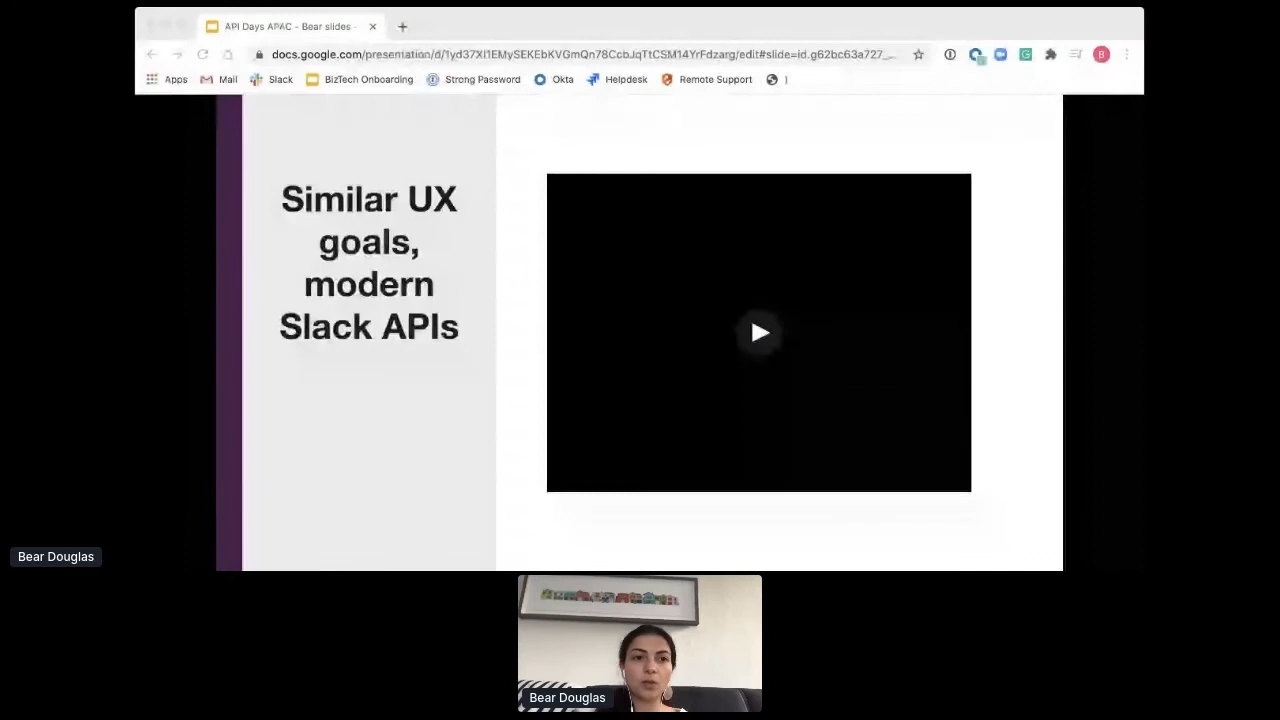 API Days APAC - Bear slides -
docs.google.com/presentation/d/1yd37Xl1EMySEKEbKVGmQn78CcbJqTtCSM14YrFdzarg/edit#slide=id.g62bc63a727_...
B
Apps Mail Slack BizTech Onboarding Strong Password Okta Helpdesk Remote Support
Similar UX
goals,
modern
Slack APIs
Bear Douglas
Bear Douglas